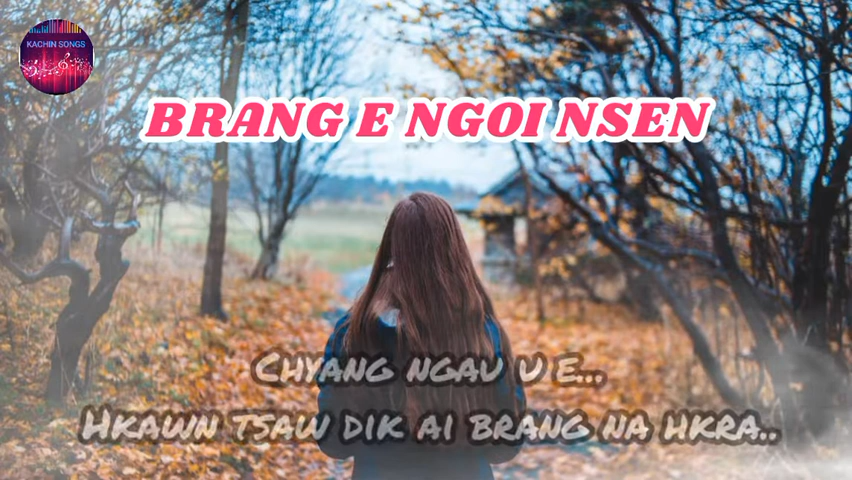 KACHIN SONGS
BRANG E NGOI NSEN
Chyang ngau u e...
Hkawn tsaw dik ai brang na hkra..